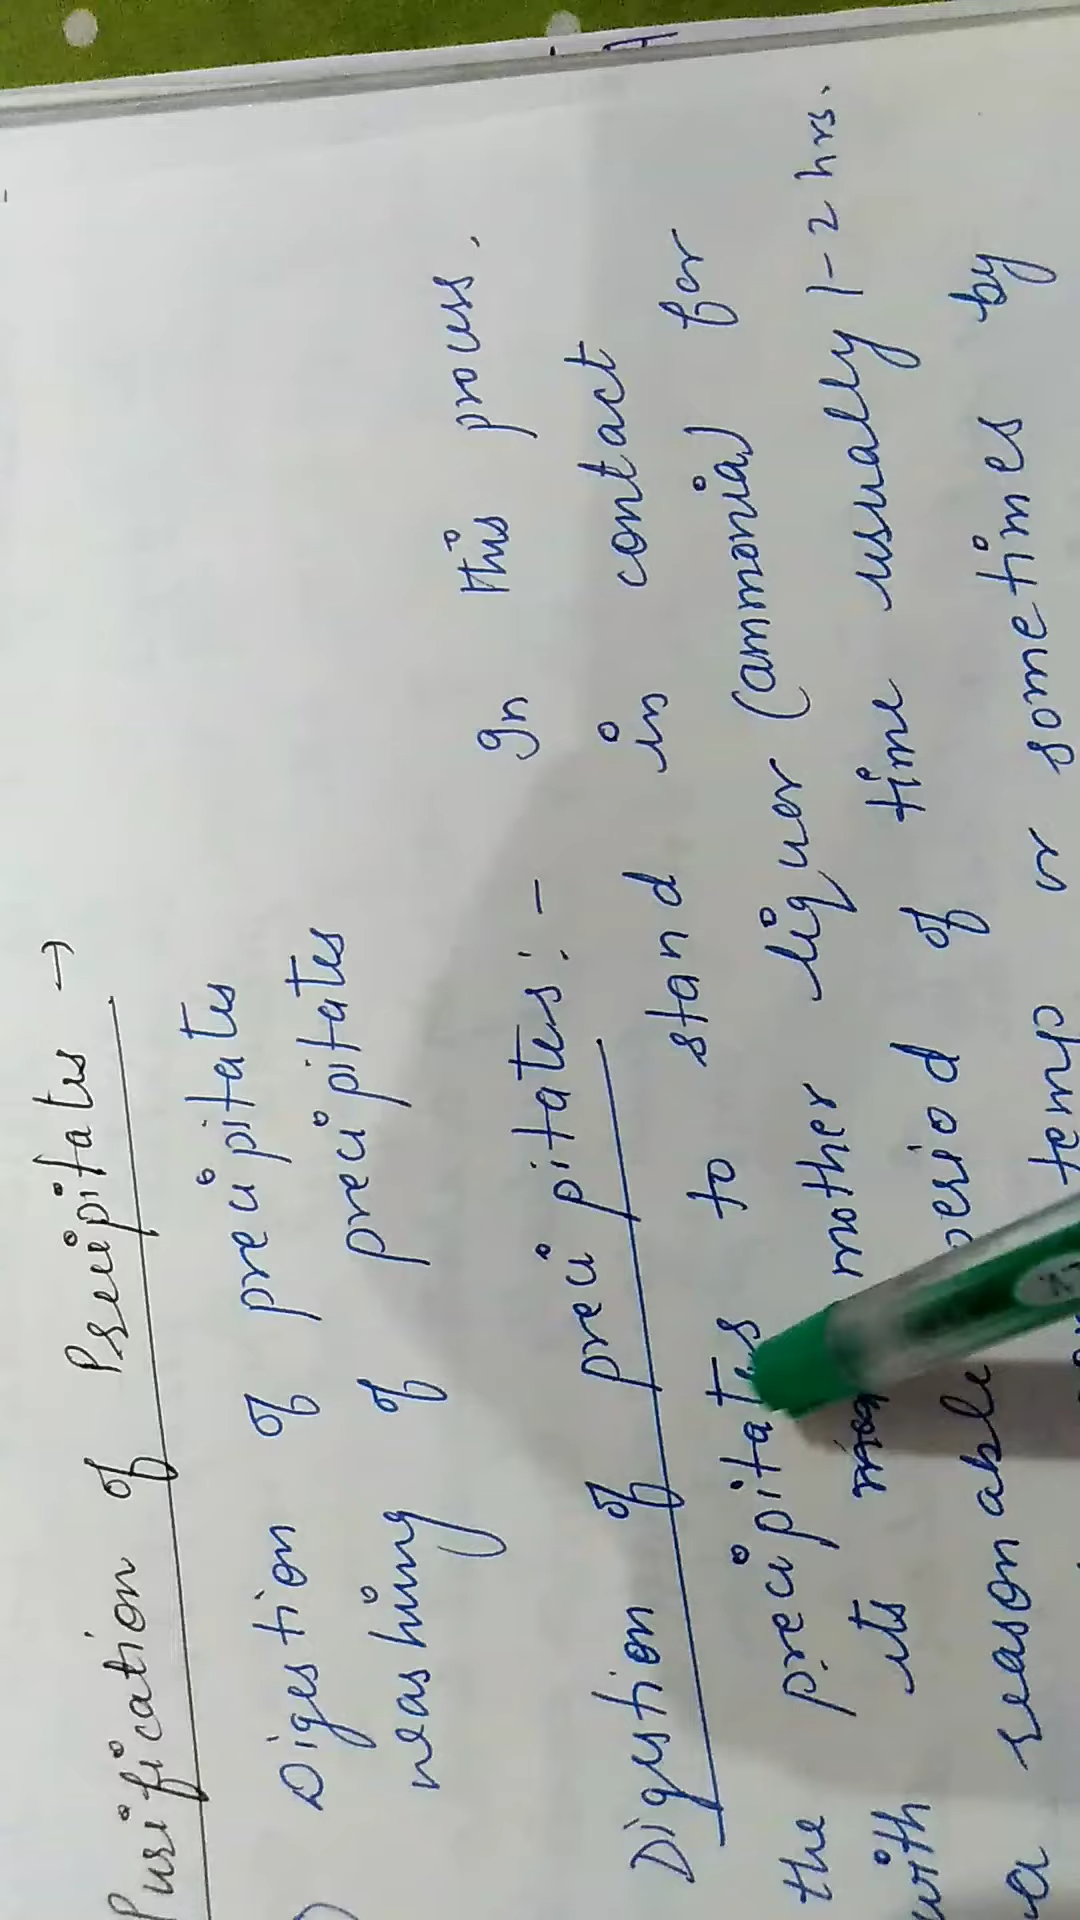 Purification of Precipitates →
Digestion of precipitates
washing of precipitates
Digestion of precipitates :- In this process,
the precipitates to stand in contact for
with its mother liquor (ammonia)
a reasonable period of time usually 1-2 hrs.
temp or sometimes by